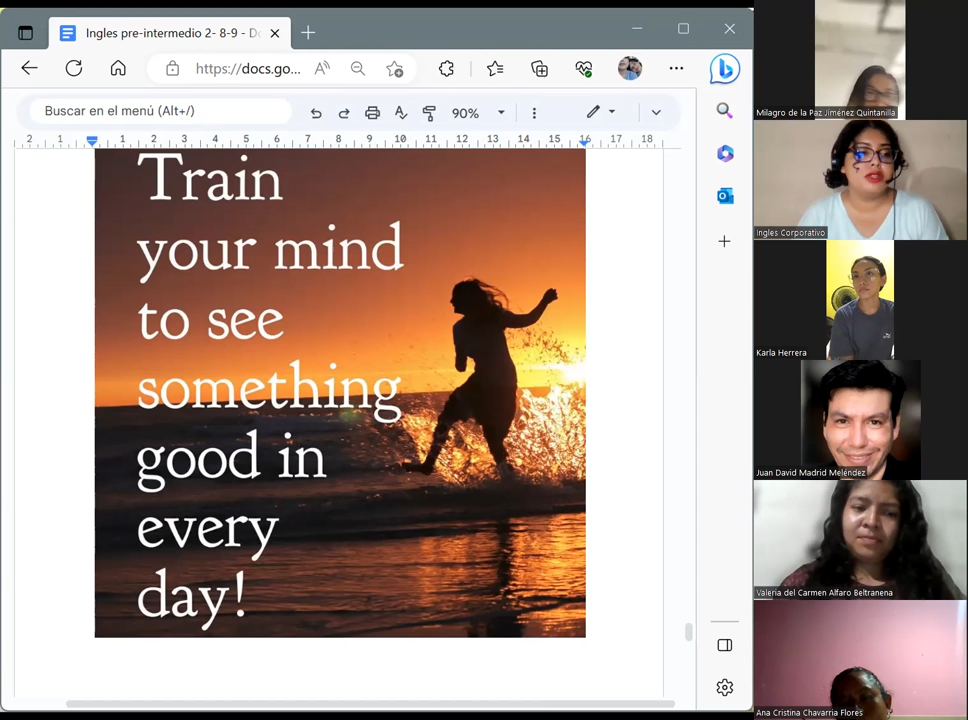 Ingles pre-intermedio 2- 8-9 - Do
https://docs.go...
Buscar en el menú (Alt+/)
90%
2 1 1 2 3 4 5 6 7 8 9 10 11 12 13 14 15 16 17 18
Train
your mind
to see
something
good in
every
day!
Milagro de la Paz Jiménez Quintanilla
Ingles Corporativo
Karla Herrera
Juan David Madrid Meléndez
Valeria del Carmen Alfaro Beltranena
Ana Cristina Chavarria Flores